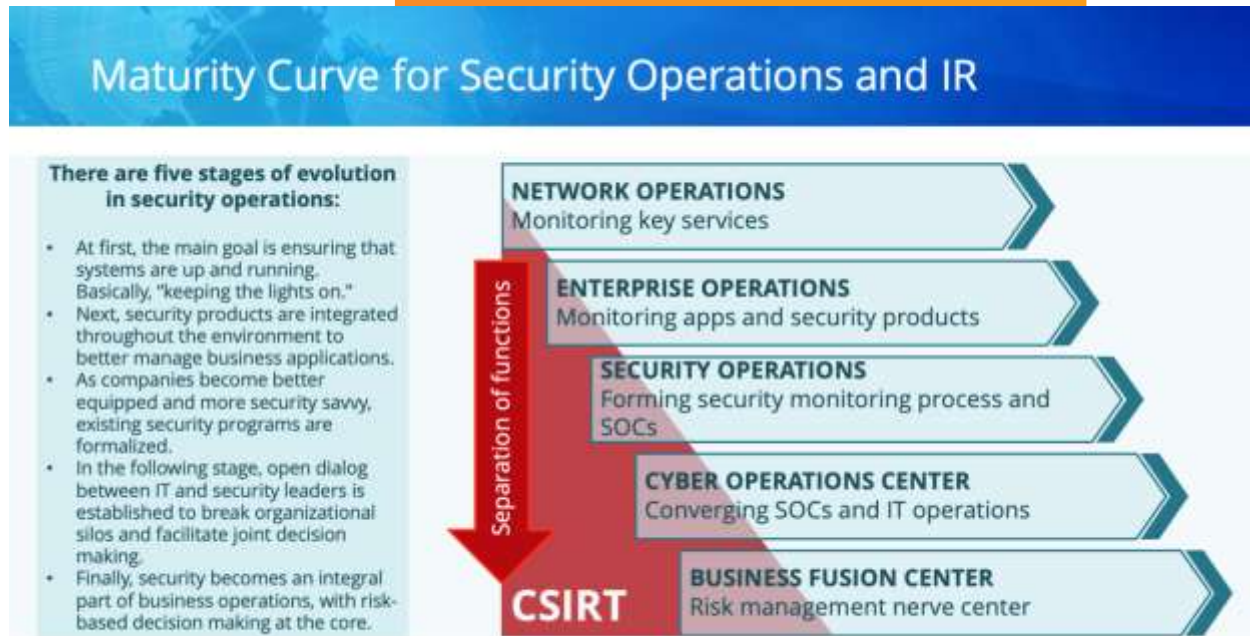 Maturity Curve for Security Operations and IR
There are five stages of evolution
in security operations:
• At first, the main goal is ensuring that
systems are up and running.
Basically, “keeping the lights on.”
• Next, security products are integrated
throughout the environment to
better manage business applications.
• As companies become better
equipped and more security savvy,
existing security programs are
formalized.
• In the following stage, open dialog
between IT and security leaders is
established to break organizational
silos and facilitate joint decision
making.
• Finally, security becomes an integral
part of business operations, with risk-
based decision making at the core.
NETWORK OPERATIONS
Monitoring key services
ENTERPRISE OPERATIONS
Monitoring apps and security products
SECURITY OPERATIONS
Forming security monitoring process and
SOCs
CYBER OPERATIONS CENTER
Converging SOCs and IT operations
BUSINESS FUSION CENTER
Risk management nerve center
Separation of functions
CSIRT